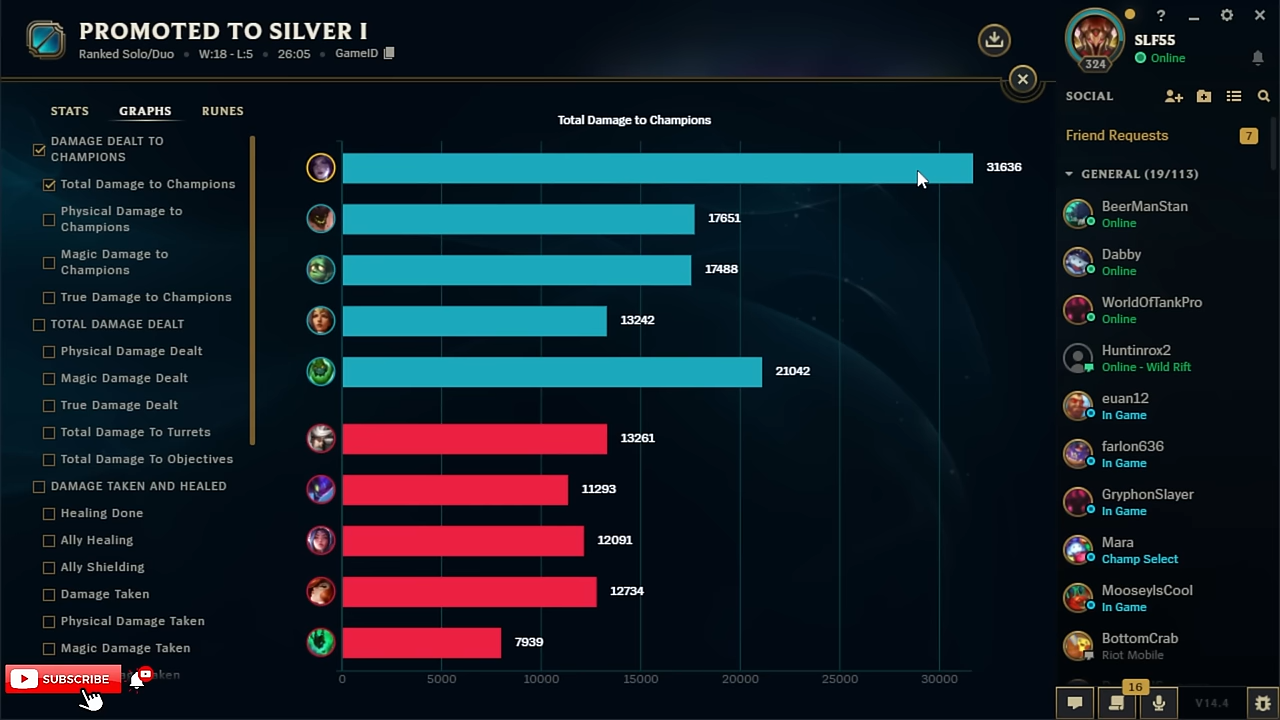 PROMOTED TO SILVER I
Ranked Solo/Duo • W:18 - L:5 • 26:05 • GameID
STATS GRAPHS RUNES
DAMAGE DEALT TO
CHAMPIONS
Total Damage to Champions
Physical Damage to
Champions
Magic Damage to
Champions
True Damage to Champions
TOTAL DAMAGE DEALT
Physical Damage Dealt
Magic Damage Dealt
True Damage Dealt
Total Damage To Turrets
Total Damage To Objectives
DAMAGE TAKEN AND HEALED
Healing Done
Ally Healing
Ally Shielding
Damage Taken
Physical Damage Taken
Magic Damage Taken
SUBSCRIBE
Total Damage to Champions
31636
17651
17488
13242
21042
13261
11293
12091
12734
7939
0 5000 10000 15000 20000 25000 30000
324
SLF55
Online
?
SOCIAL
Friend Requests 7
GENERAL (19/113)
BeerManStan
Online
Dabby
Online
WorldOfTankPro
Online
Huntinrox2
Online - Wild Rift
euan12
In Game
farlon636
In Game
GryphonSlayer
In Game
Mara
Champ Select
MooseyIsCool
In Game
BottomCrab
Riot Mobile
16
V14.4